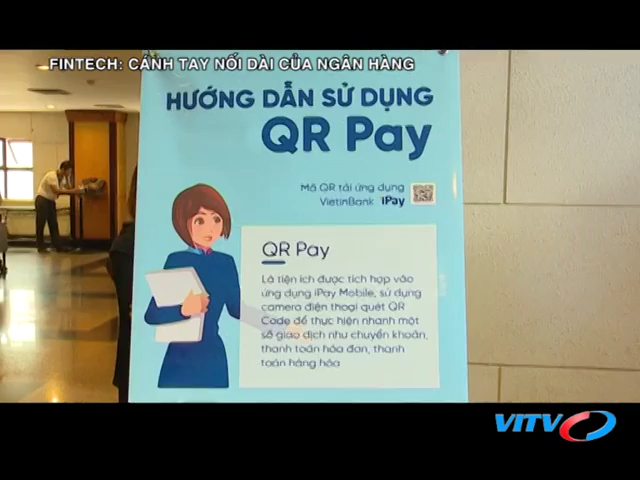 FINTECH: CÁNH TAY NỐI DÀI CỦA NGÂN HÀNG
HƯỚNG DẪN SỬ DỤNG
QR Pay
Mã QR tải ứng dụng
VietinBank iPay
QR Pay
Là tiện ích được tích hợp vào
ứng dụng iPay Mobile, sử dụng
camera điện thoại quét QR
Code để thực hiện nhanh một
số giao dịch như chuyển khoản,
thanh toán hóa đơn, thanh
toán hàng hóa
VITV